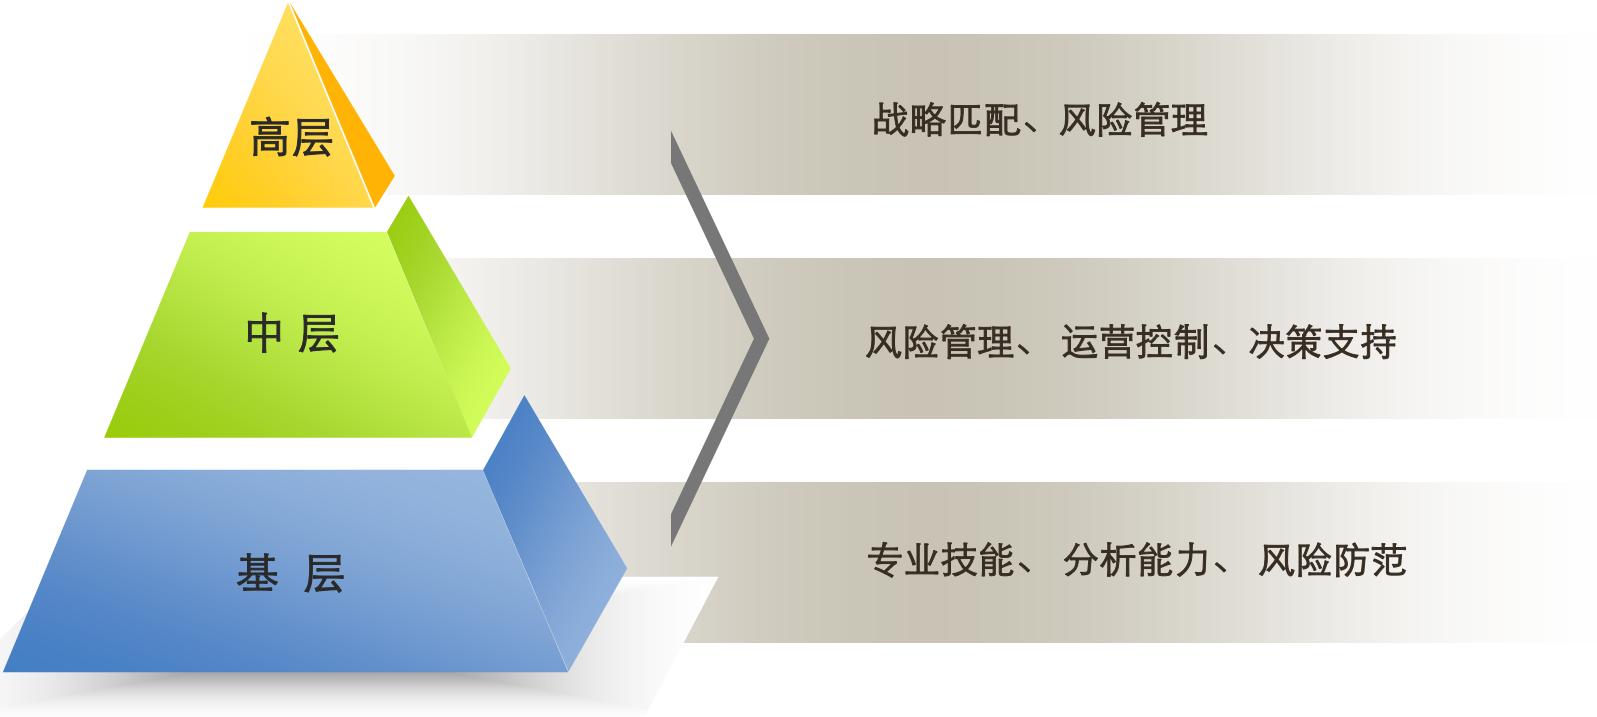 高层
战略匹配、风险管理
中 层
风险管理、 运营控制、决策支持
基 层
专业技能、 分析能力、 风险防范